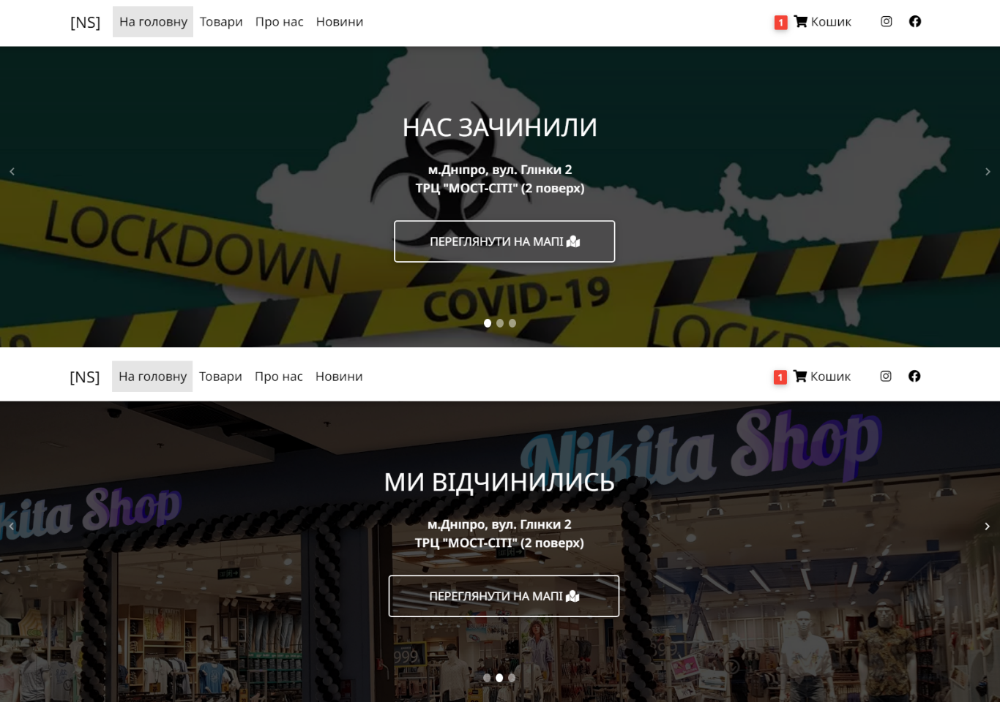 [NS] На головну Товари Про нас Новини 1 Кошик
НАС ЗАЧИНИЛИ
м.Дніпро, вул. Глінки 2
ТРЦ "МОСТ-СІТІ" (2 поверх)
LOCKDOWN
ПЕРЕГЛЯНУТИ НА МАПІ
COVID-19
LOCKDO
19
[NS] На головну Товари Про нас Новини 1 Кошик
Nikita Shop
МИ ВІДЧИНИЛИСЬ
kita Shop
м.Дніпро, вул. Глінки 2
ТРЦ "МОСТ-СІТІ" (2 поверх)
ПЕРЕГЛЯНУТИ НА МАПІ
999